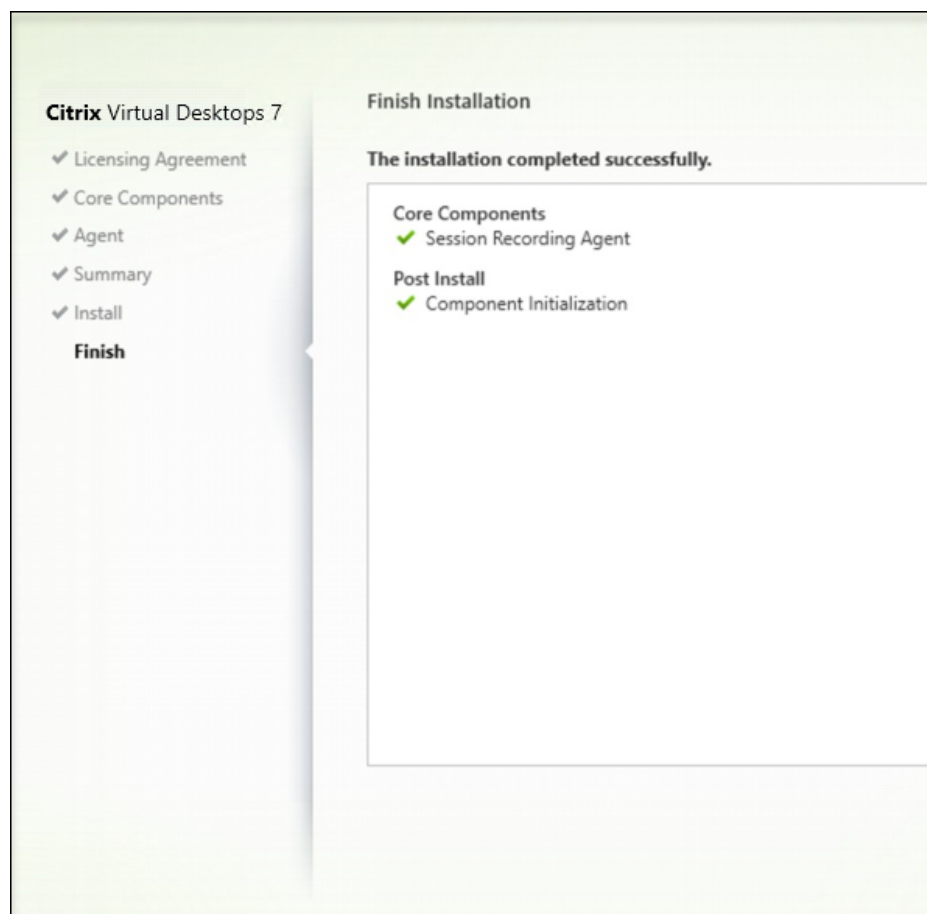 Citrix Virtual Desktops 7
Licensing Agreement
Core Components
Agent
Summary
Install
Finish
Finish Installation
The installation completed successfully.
Core Components
Session Recording Agent
Post Install
Component Initialization